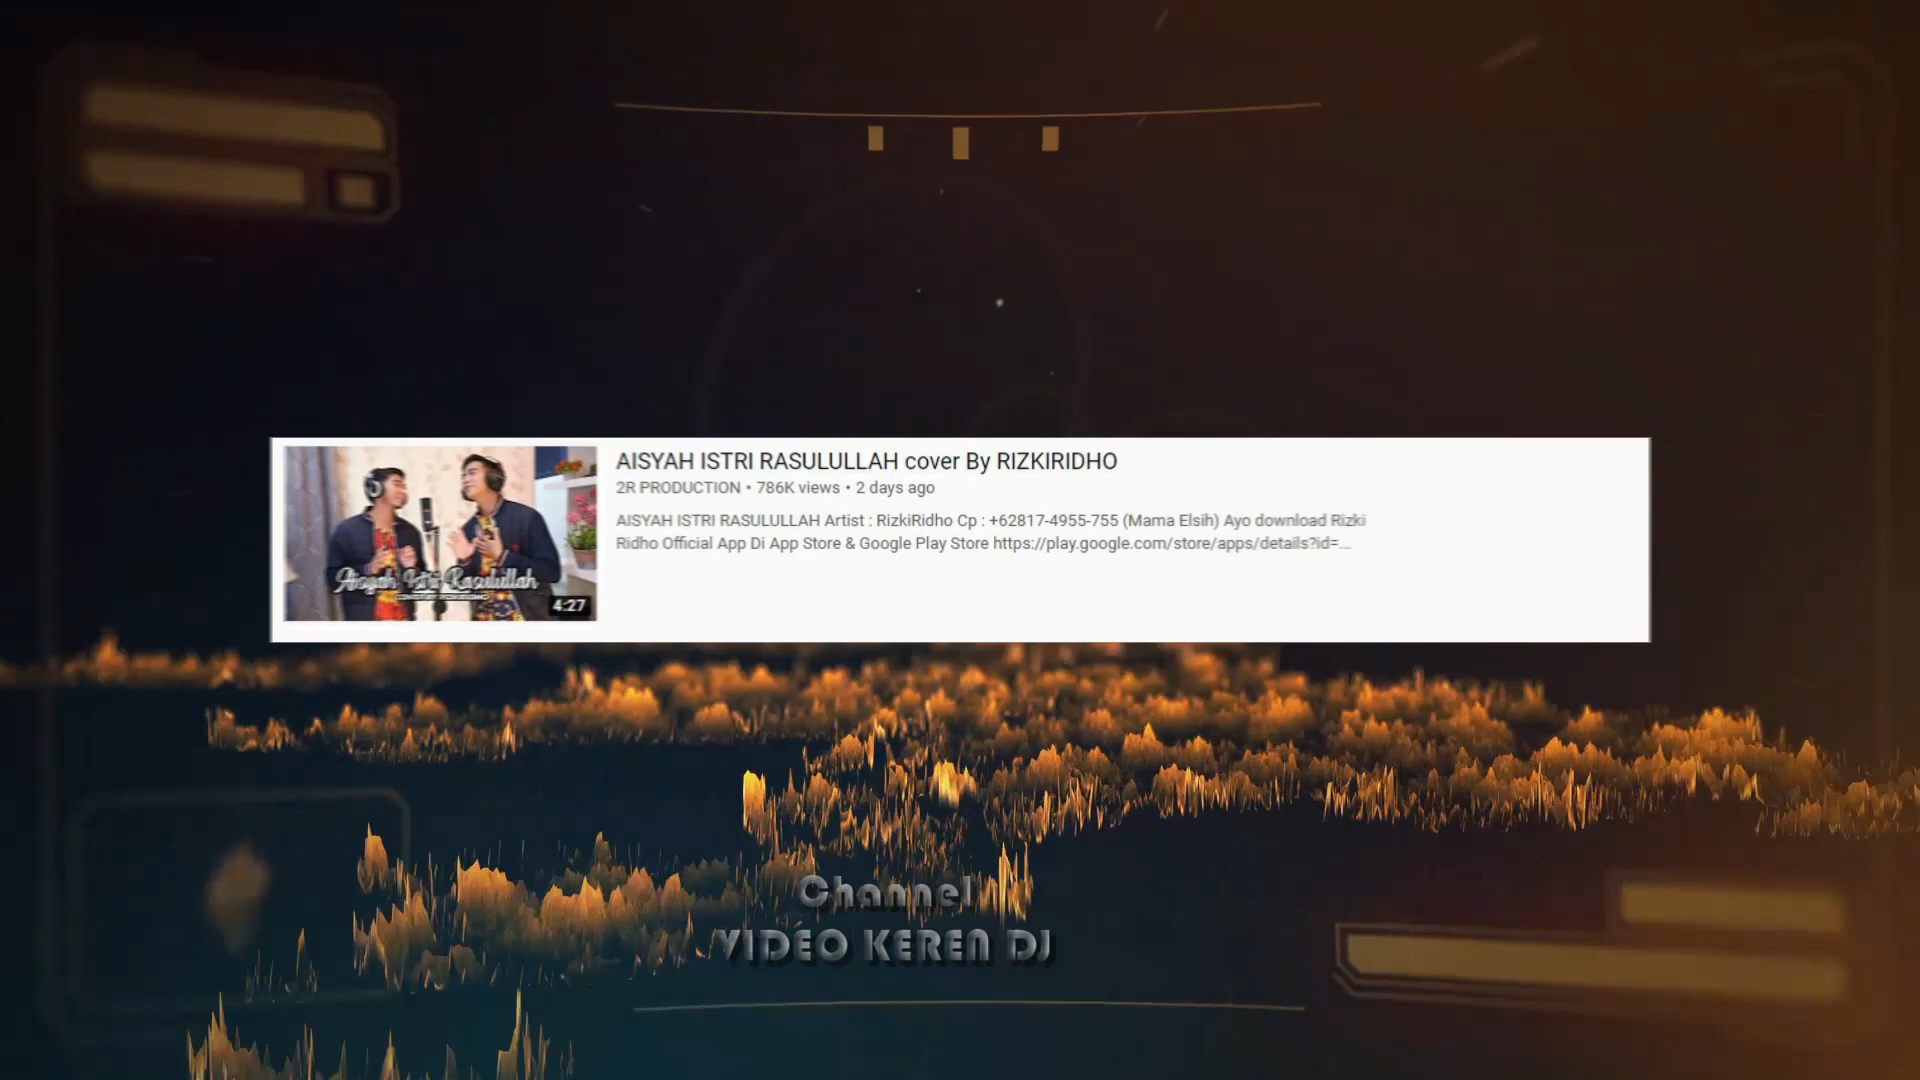 AISYAH ISTRI RASULULLAH cover By RIZKIRIDHO
2R PRODUCTION • 786K views • 2 days ago
AISYAH ISTRI RASULULLAH Artist : RizkiRidho Cp : +62817-4955-755 (Mama Elsih) Ayo download Rizki
Ridho Official App Di App Store & Google Play Store https://play.google.com/store/apps/details?id=...
Aisyah Istri Rasulullah
4:27
Channel
VIDEO KEREN DJ